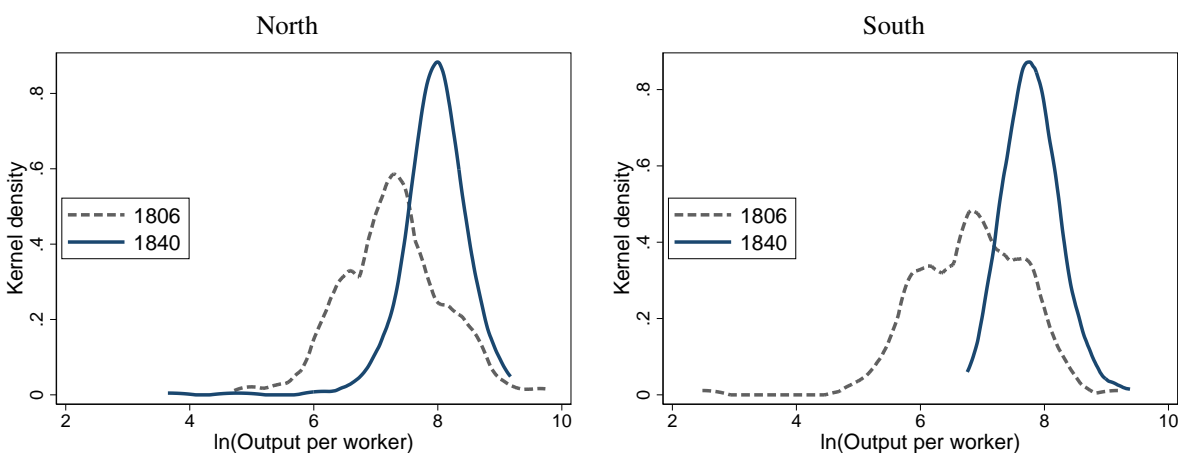 North
Kernel density
0 .2 .4 .6 .8
1806
1840
2 4 6 8 10
ln(Output per worker)
South
Kernel density
0 .2 .4 .6 .8
1806
1840
2 4 6 8 10
ln(Output per worker)